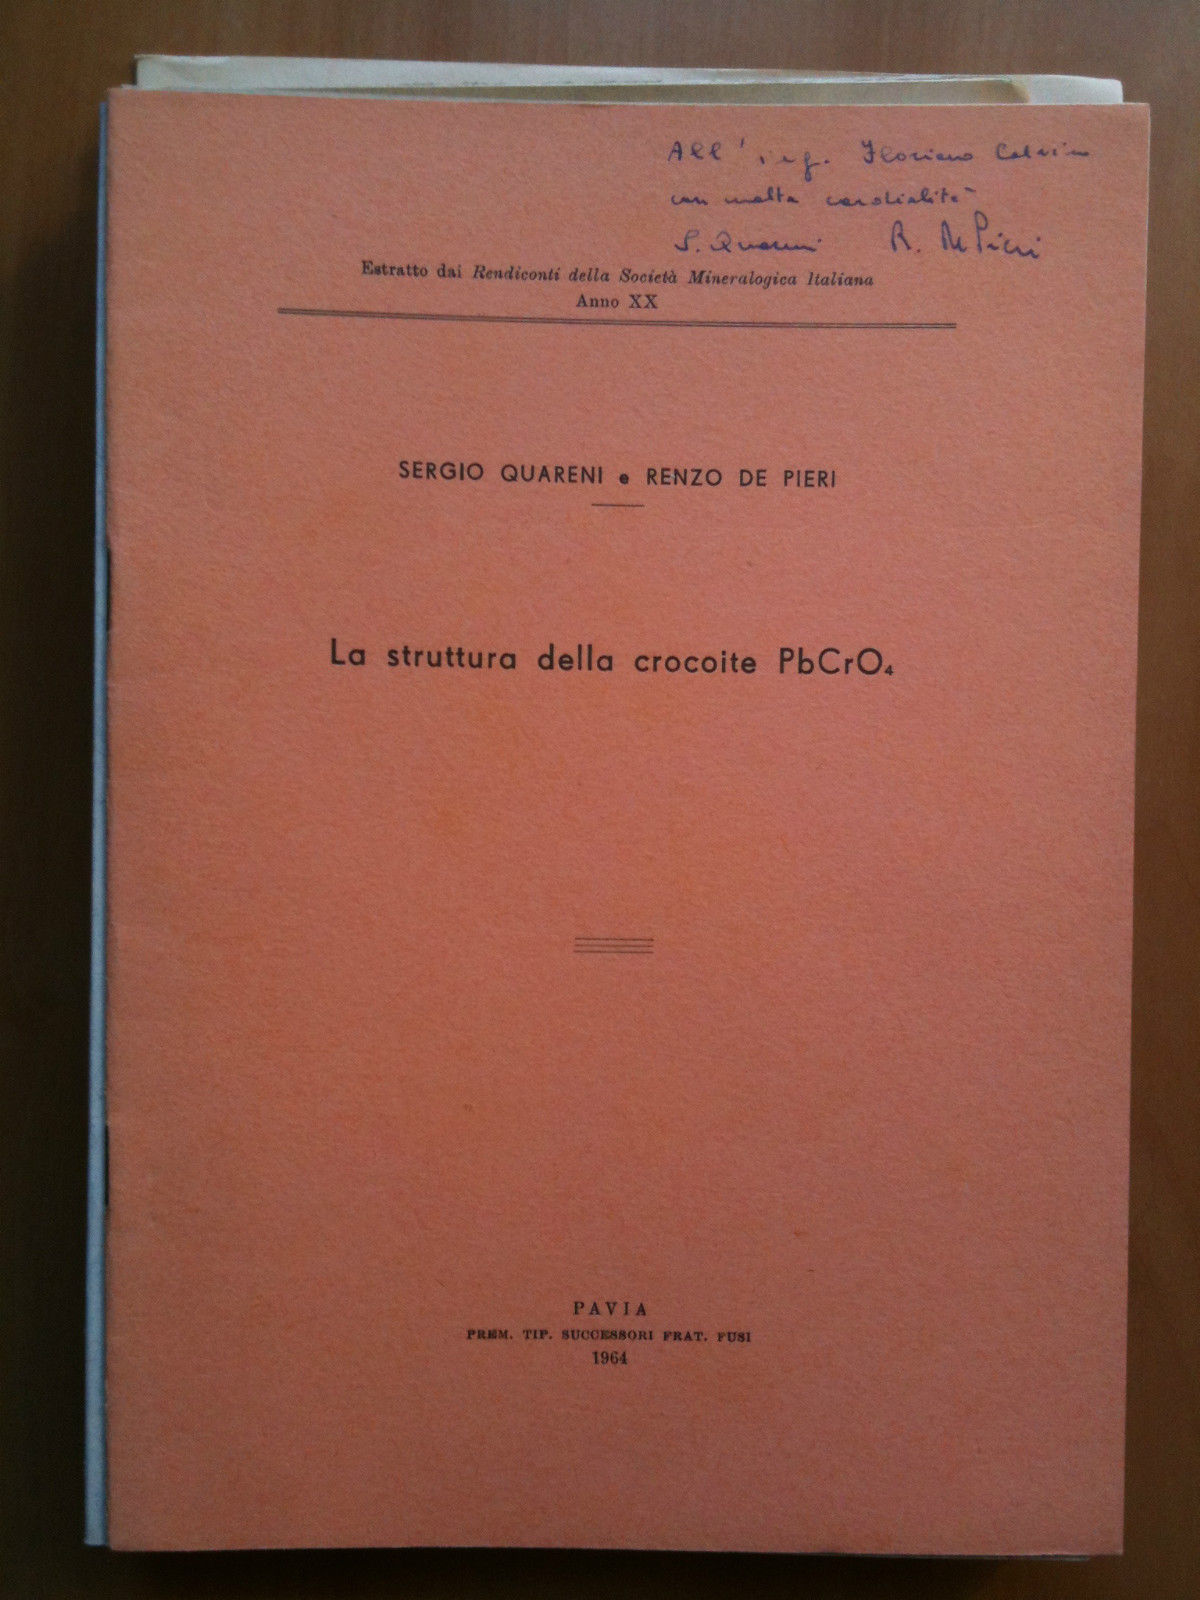 All' ing. Floriano Calvino
con molta cordialità
S. Quareni R. De Pieri
Estratto dai Rendiconti della Società Mineralogica Italiana
Anno XX
SERGIO QUARENI e RENZO DE PIERI
La struttura della crocoite PbCrO₄
PAVIA
PREM. TIP. SUCCESSORI FRAT. FUSI
1964